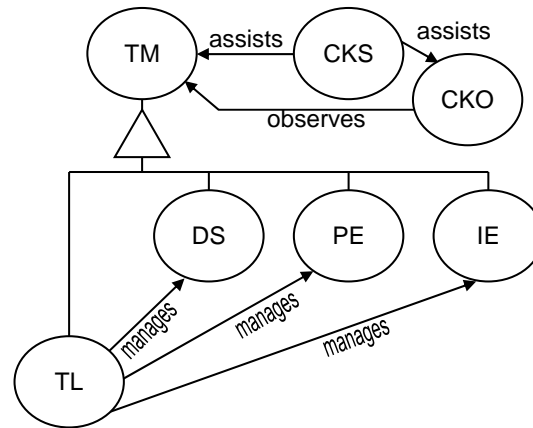 TM
assists
CKS
assists
CKO
observes
DS
PE
IE
manages
manages
manages
TL